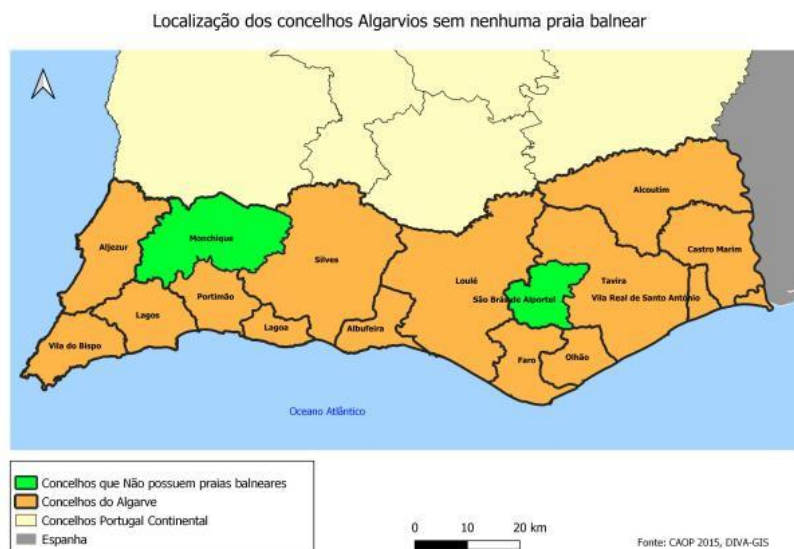 Localização dos concelhos Algarvios sem nenhuma praia balnear
Alcoutim
Monchique
Aljezur
Castro Marim
Silves
Loulé
Tavira
São Brás de Alportel
Vila Real de Santo António
Portimão
Lagos
Lagoa
Albufeira
Vila do Bispo
Faro
Olhão
Oceano Atlântico
Concelhos que Não possuem praias balneares
Concelhos do Algarve
Concelhos Portugal Continental
Espanha
0 10 20 km
Fonte: CAOP 2015, DIVA-GIS